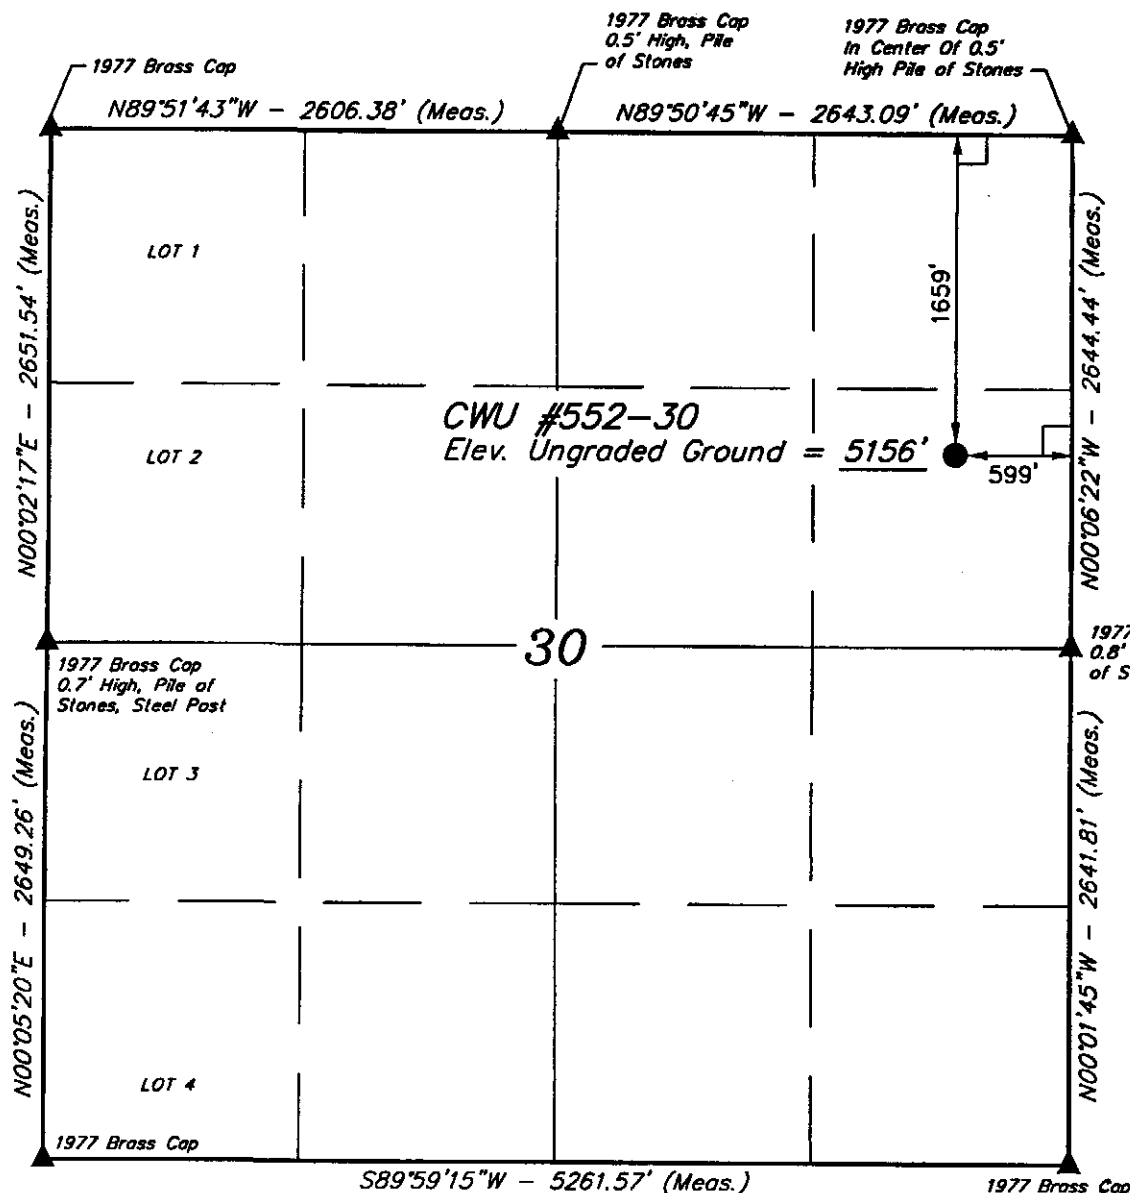 1977 Brass Cap
0.5' High, Pile
of Stones
1977 Brass Cap
In Center Of 0.5'
High Pile of Stones
1977 Brass Cap
N89°51'43"W - 2606.38' (Meas.)
N89°50'45"W - 2643.09' (Meas.)
N00°02'17"E - 2651.54' (Meas.)
LOT 1
1659'
N00°06'22"W - 2644.44' (Meas.)
CWU #552-30
Elev. Ungraded Ground = 5156'
LOT 2
599'
30
1977 Brass Cap
0.7' High, Pile of
Stones, Steel Post
1977
0.8'
of S
LOT 3
N00°05'20"E - 2649.26' (Meas.)
N00°01'45"W - 2641.81' (Meas.)
LOT 4
1977 Brass Cap
S89°59'15"W - 5261.57' (Meas.)
1977 Brass Cap